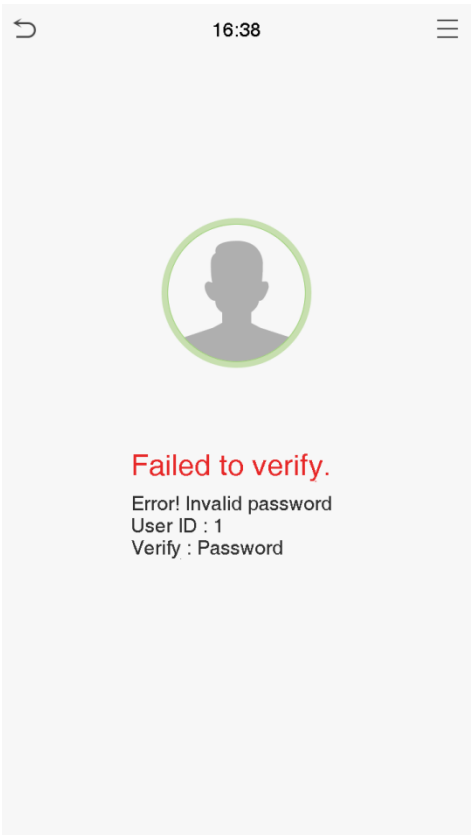 16:38
Failed to verify.
Error! Invalid password
User ID : 1
Verify : Password